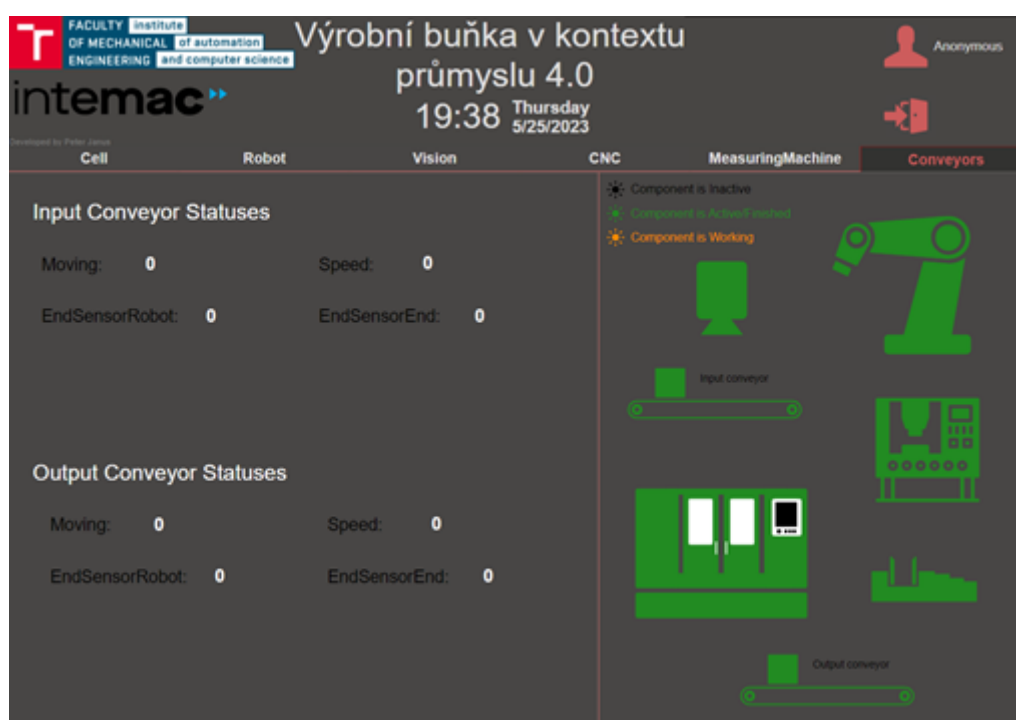 FACULTY institute
OF MECHANICAL of automation
ENGINEERING and computer science
intemac
Developed by Peter Janus
Výrobní buňka v kontextu
průmyslu 4.0
19:38 Thursday
5/25/2023
Anonymous
Cell Robot Vision CNC MeasuringMachine Conveyors
Input Conveyor Statuses
Moving: 0 Speed: 0
EndSensorRobot: 0 EndSensorEnd: 0
Output Conveyor Statuses
Moving: 0 Speed: 0
EndSensorRobot: 0 EndSensorEnd: 0
Component is Inactive
Component is Active/Finished
Component is Working
Input conveyor
Output conveyor